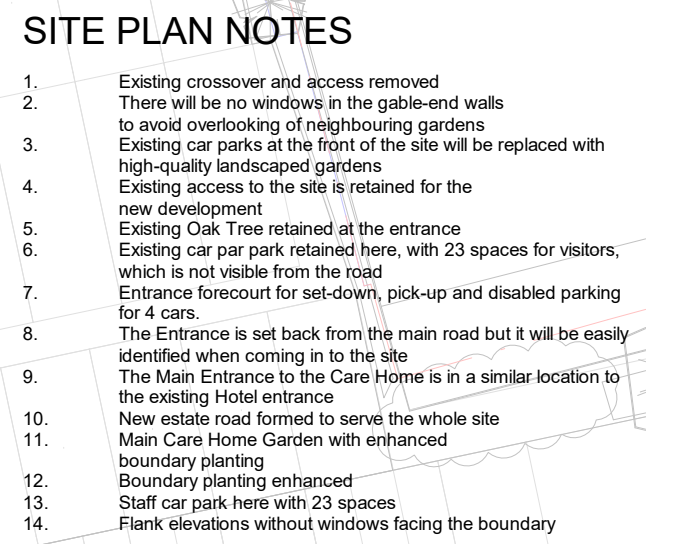 SITE PLAN NOTES
1. Existing crossover and access removed
2. There will be no windows in the gable-end walls
to avoid overlooking of neighbouring gardens
3. Existing car parks at the front of the site will be replaced with
high-quality landscaped gardens
4. Existing access to the site is retained for the
new development
5. Existing Oak Tree retained at the entrance
6. Existing car par park retained here, with 23 spaces for visitors,
which is not visible from the road
7. Entrance forecourt for set-down, pick-up and disabled parking
for 4 cars.
8. The Entrance is set back from the main road but it will be easily
identified when coming in to the site
9. The Main Entrance to the Care Home is in a similar location to
the existing Hotel entrance
10. New estate road formed to serve the whole site
11. Main Care Home Garden with enhanced
boundary planting
12. Boundary planting enhanced
13. Staff car park here with 23 spaces
14. Flank elevations without windows facing the boundary